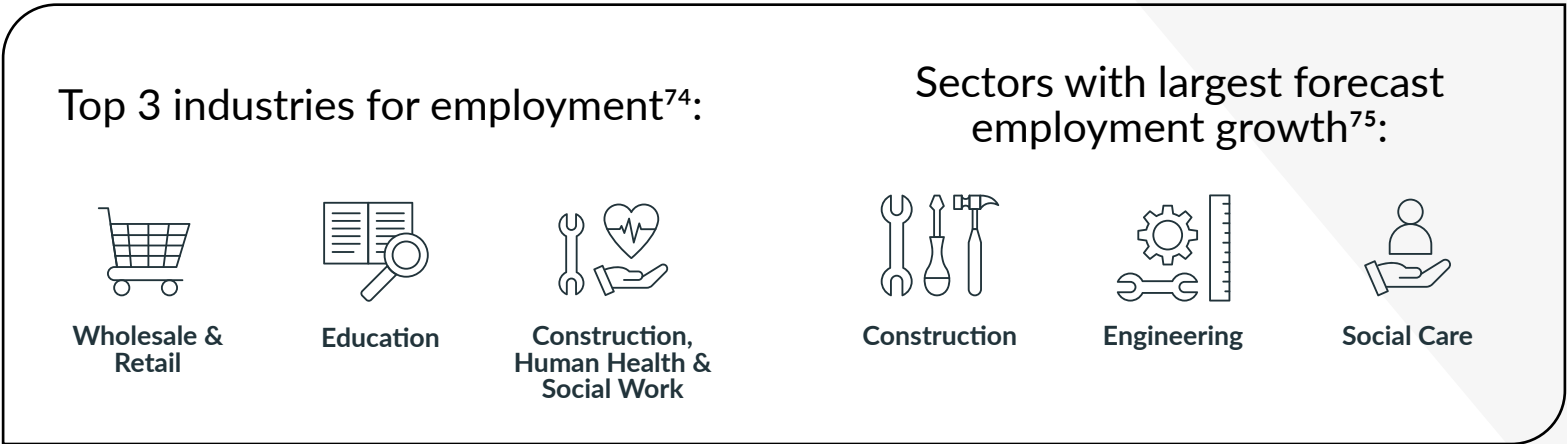 Top 3 industries for employment⁷⁴:
Wholesale &
Retail
Education
Construction,
Human Health &
Social Work
Sectors with largest forecast
employment growth⁷⁵:
Construction
Engineering
Social Care